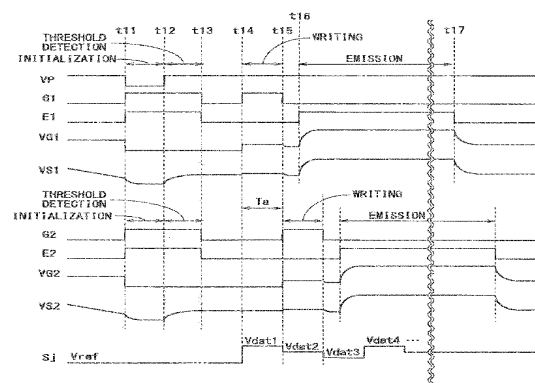 t16
t11 t12 t13 t14 t15 t17
THRESHOLD DETECTION
WRITING
INITIALIZATION
EMISSION
VP
G1
E1
VG1
VS1
THRESHOLD DETECTION
Ta
WRITING
INITIALIZATION
EMISSION
G2
E2
VG2
VS2
Vdat1 Vdat2 Vdat3 Vdat4 ...
Sj Vref